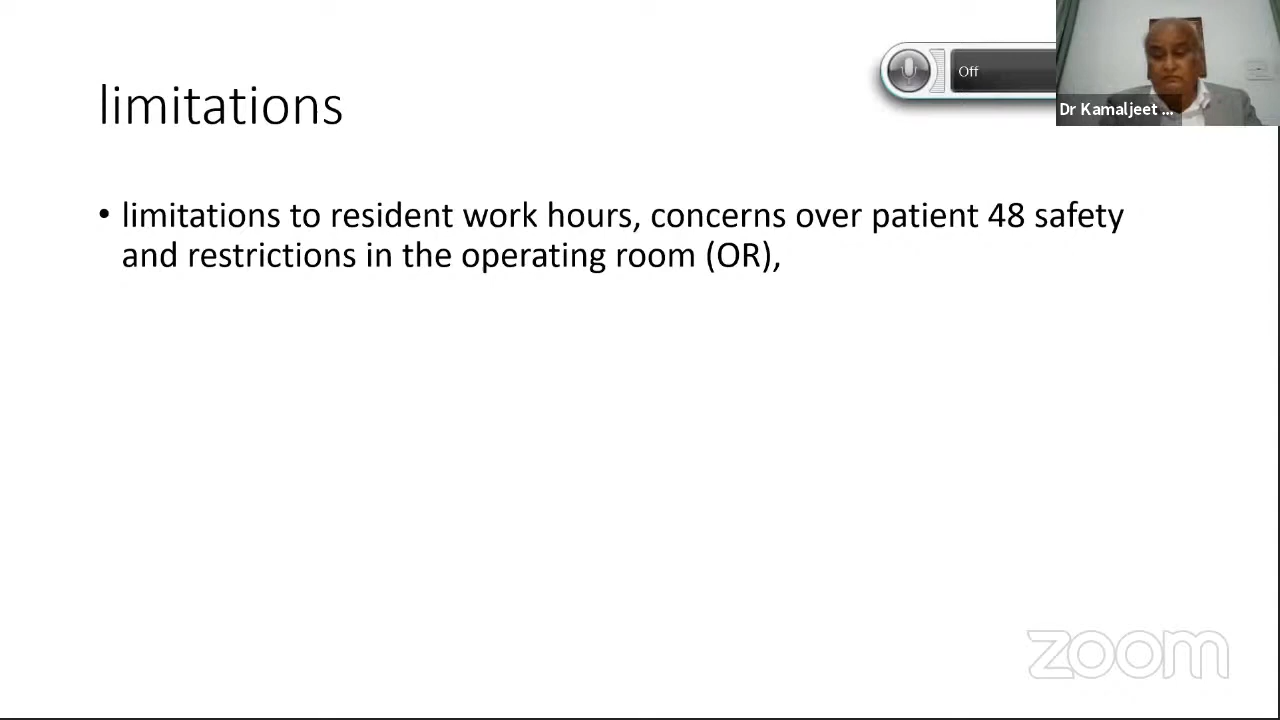 limitations
Off
Dr Kamaljeet ...
• limitations to resident work hours, concerns over patient 48 safety
and restrictions in the operating room (OR),
zoom